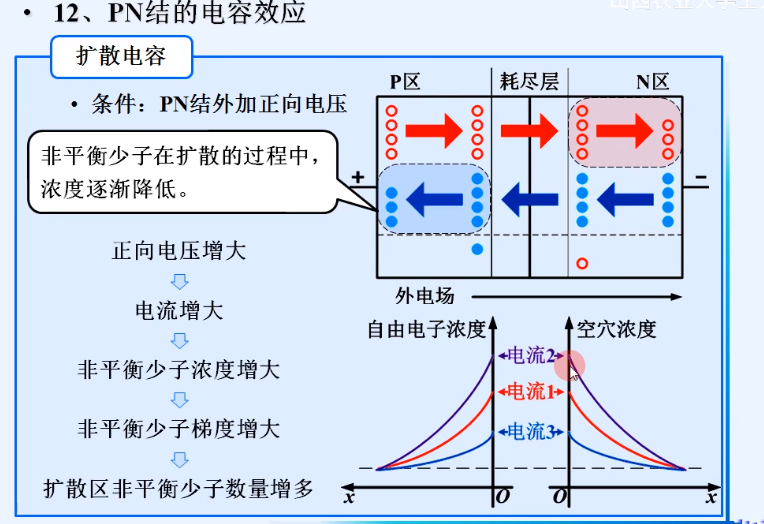 · 12、PN结的电容效应
扩散电容
· 条件：PN结外加正向电压
非平衡少子在扩散的过程中，
浓度逐渐降低。
正向电压增大
电流增大
非平衡少子浓度增大
非平衡少子梯度增大
扩散区非平衡少子数量增多
P区 耗尽层 N区
+ −
外电场
自由电子浓度 空穴浓度
电流2
电流1
电流3
x O O x